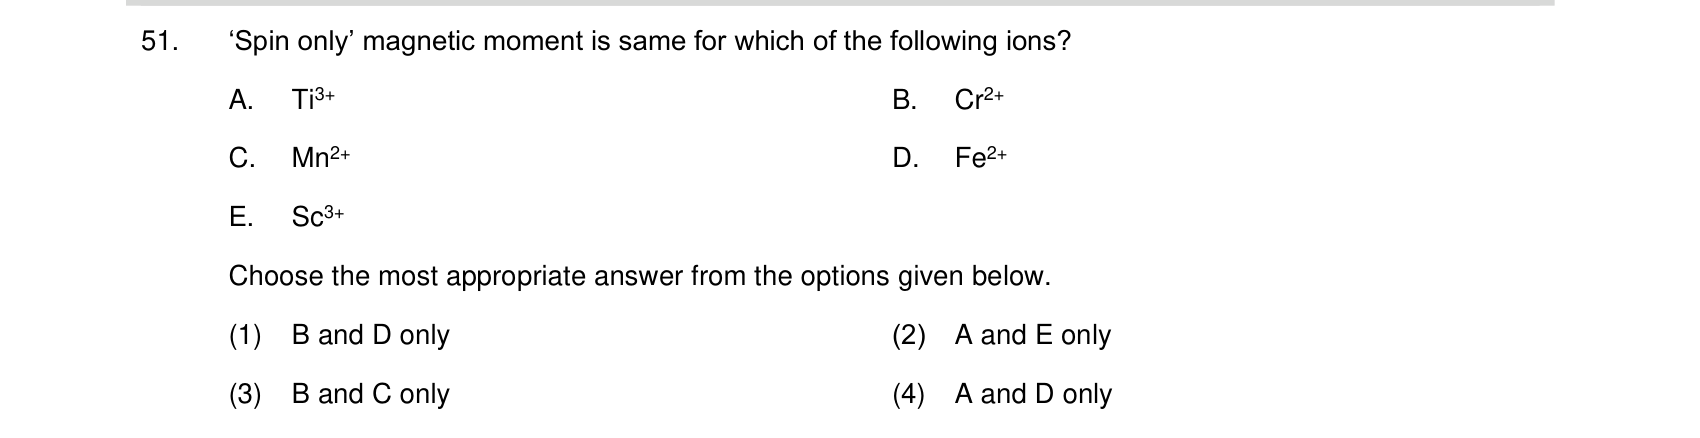 51. ‘Spin only’ magnetic moment is same for which of the following ions?
A. Ti³⁺ B. Cr²⁺
C. Mn²⁺ D. Fe²⁺
E. Sc³⁺
Choose the most appropriate answer from the options given below.
(1) B and D only (2) A and E only
(3) B and C only (4) A and D only